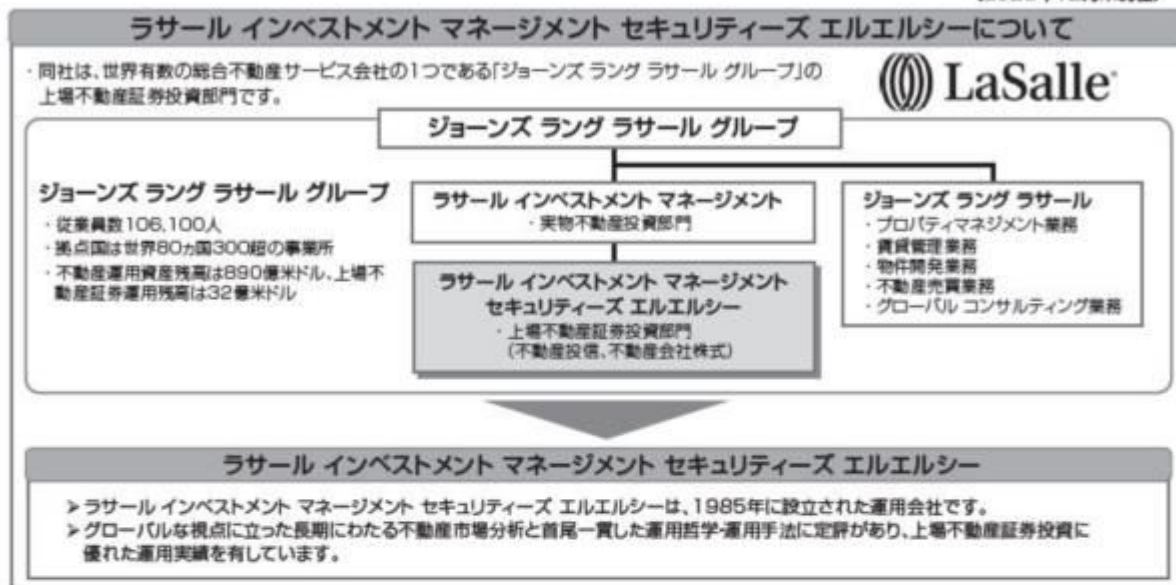 ラサール インベストメント マネージメント セキュリティーズ エルエルシーについて
・同社は、世界有数の総合不動産サービス会社の1つである「ジョーンズ ラング ラサール グループ」の
上場不動産証券投資部門です。
LaSalle
ジョーンズ ラング ラサール グループ
ジョーンズ ラング ラサール グループ
・従業員数106,100人
・拠点国は世界80ヵ国300超の事業所
・不動産運用資産残高は890億米ドル、上場不
動産証券運用残高は32億米ドル
ラサール インベストメント マネージメント
・実物不動産投資部門
ラサール インベストメント マネージメント
セキュリティーズ エルエルシー
・上場不動産証券投資部門
(不動産投信、不動産会社株式)
ジョーンズ ラング ラサール
・プロパティマネジメント業務
・賃貸管理業務
・物件開発業務
・不動産売買業務
・グローバル コンサルティング業務
ラサール インベストメント マネージメント セキュリティーズ エルエルシー
➢ラサール インベストメント マネージメント セキュリティーズ エルエルシーは、1985年に設立された運用会社です。
➢グローバルな視点に立った長期にわたる不動産市場分析と首尾一貫した運用哲学・運用手法に定評があり、上場不動産証券投資に
優れた運用実績を有しています。